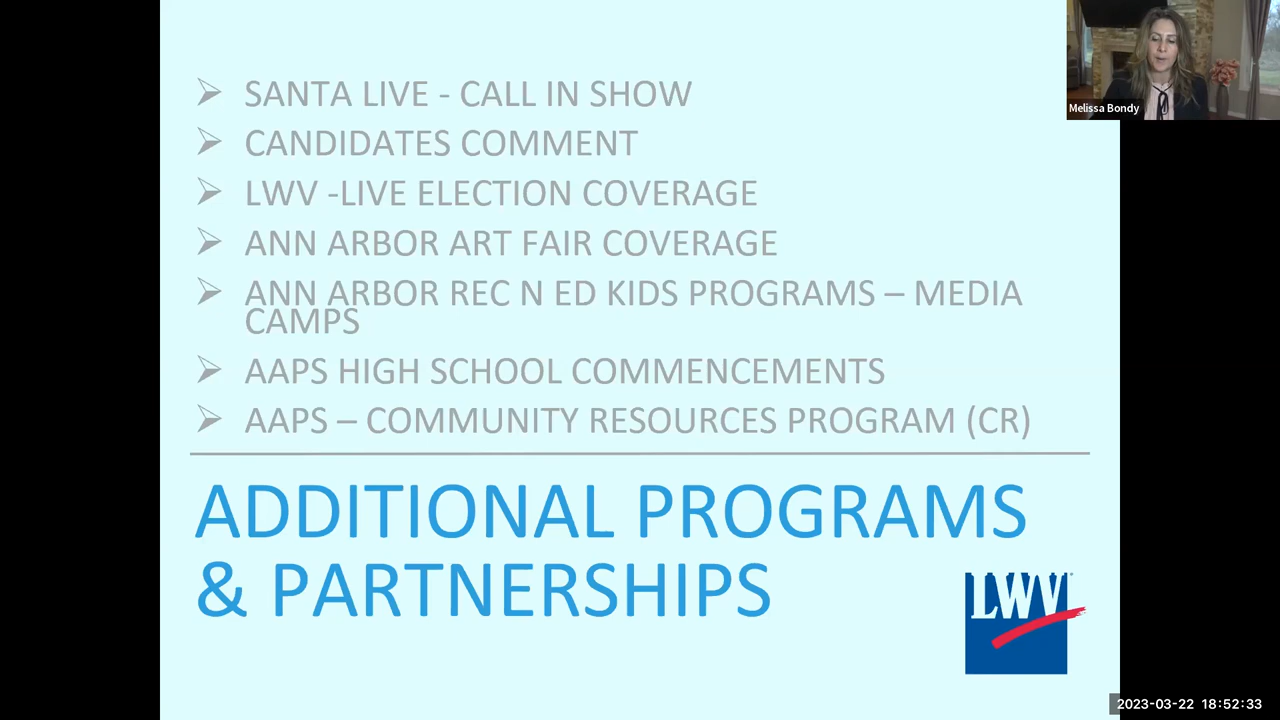 SANTA LIVE - CALL IN SHOW
CANDIDATES COMMENT
LWV -LIVE ELECTION COVERAGE
ANN ARBOR ART FAIR COVERAGE
ANN ARBOR REC N ED KIDS PROGRAMS – MEDIA
CAMPS
AAPS HIGH SCHOOL COMMENCEMENTS
AAPS – COMMUNITY RESOURCES PROGRAM (CR)
ADDITIONAL PROGRAMS
& PARTNERSHIPS
LWV
Melissa Bondy
2023-03-22 18:52:33